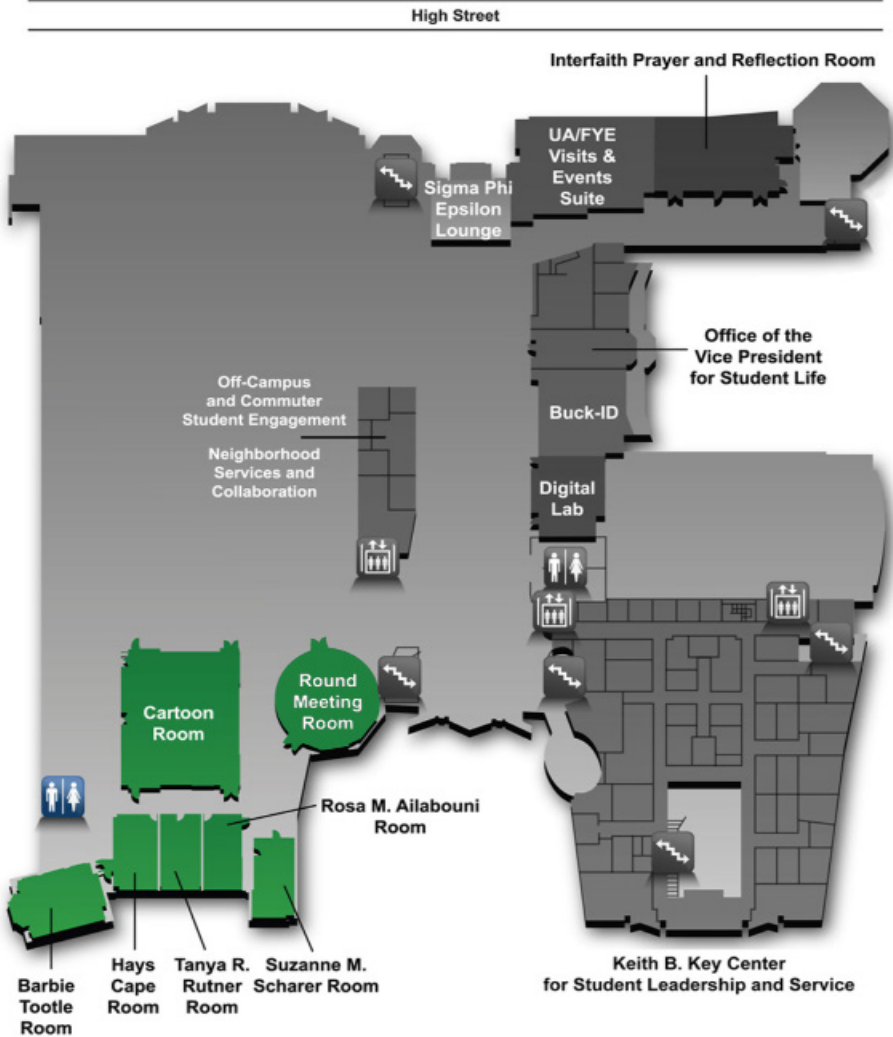 High Street
Interfaith Prayer and Reflection Room
UA/FYE
Visits &
Events
Suite
Sigma Phi
Epsilon
Lounge
Office of the
Vice President
for Student Life
Off-Campus
and Commuter
Student Engagement
Neighborhood
Services and
Collaboration
Buck-ID
Digital
Lab
Round
Meeting
Room
Cartoon
Room
Rosa M. Ailabouni
Room
Barbie
Tootle
Room
Hays
Cape
Room
Tanya R.
Rutner
Room
Suzanne M.
Scharer Room
Keith B. Key Center
for Student Leadership and Service